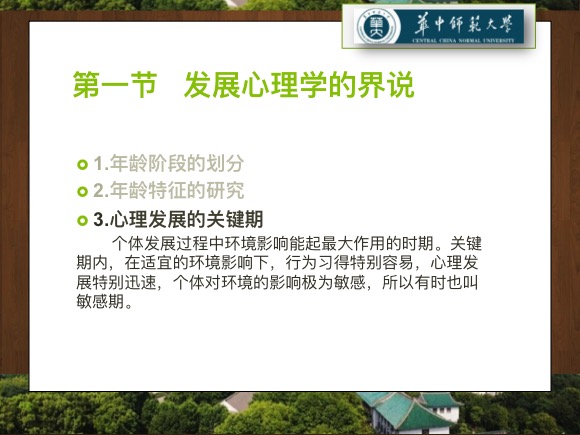 華中師範大學
CENTRAL CHINA NORMAL UNIVERSITY
第一节 发展心理学的界说
1.年龄阶段的划分
2.年龄特征的研究
3.心理发展的关键期
个体发展过程中环境影响能起最大作用的时期。关键
期内，在适宜的环境影响下，行为习得特别容易，心理发
展特别迅速，个体对环境的影响极为敏感，所以有时也叫
敏感期。